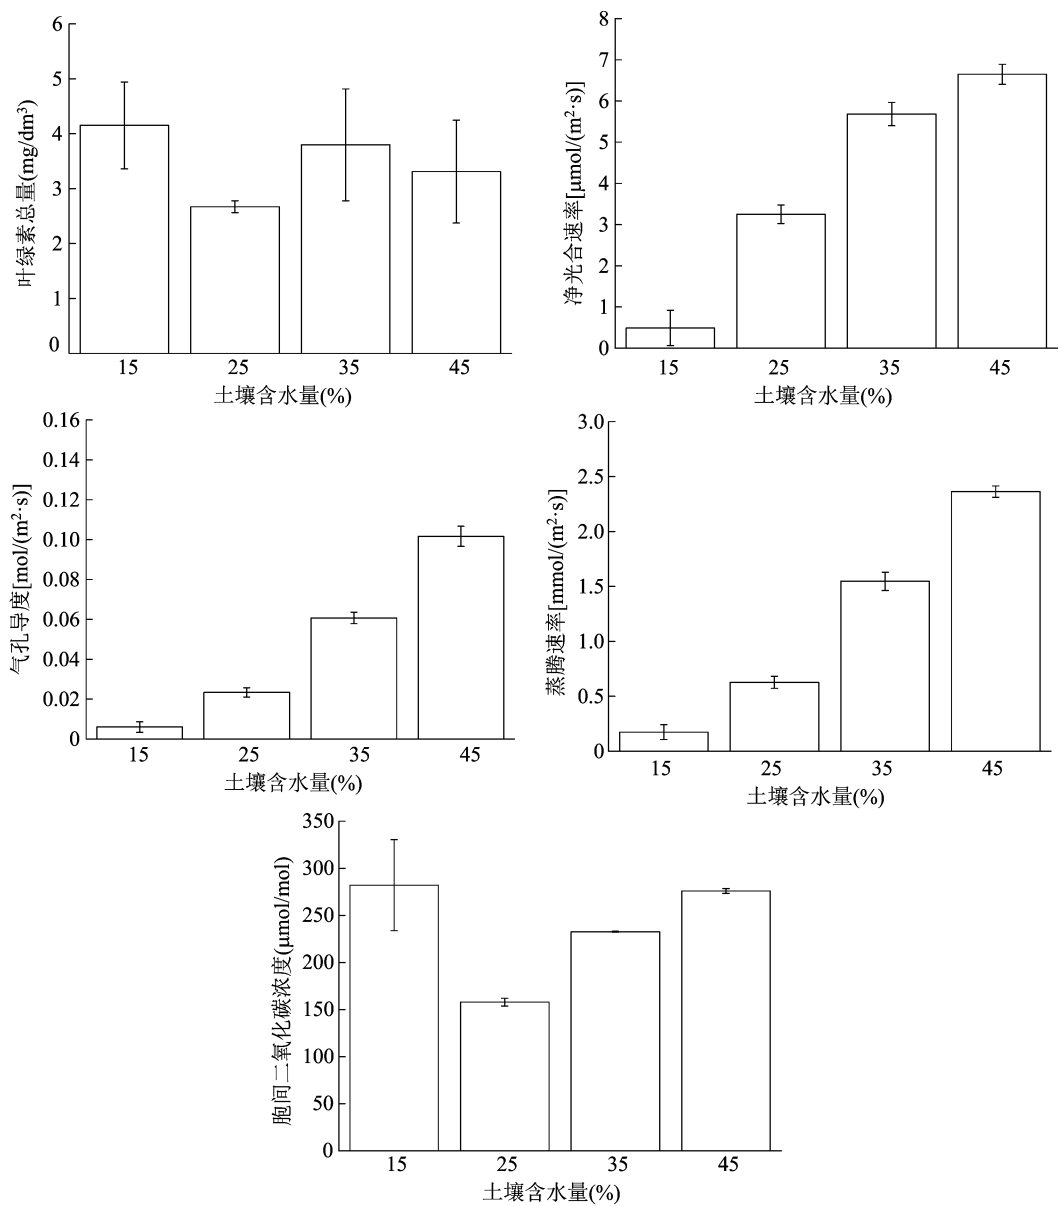 6
5
4
3
2
1
0
叶绿素总量(mg/dm³)
15 25 35 45
土壤含水量(%)
8
7
6
5
4
3
2
1
0
净光合速率[μmol/(m²·s)]
15 25 35 45
土壤含水量(%)
0.16
0.14
0.12
0.10
0.08
0.06
0.04
0.02
0
气孔导度[mol/(m²·s)]
15 25 35 45
土壤含水量(%)
3.0
2.5
2.0
1.5
1.0
0.5
0
蒸腾速率[mmol/(m²·s)]
15 25 35 45
土壤含水量(%)
350
300
250
200
150
100
50
0
胞间二氧化碳浓度(μmol/mol)
15 25 35 45
土壤含水量(%)